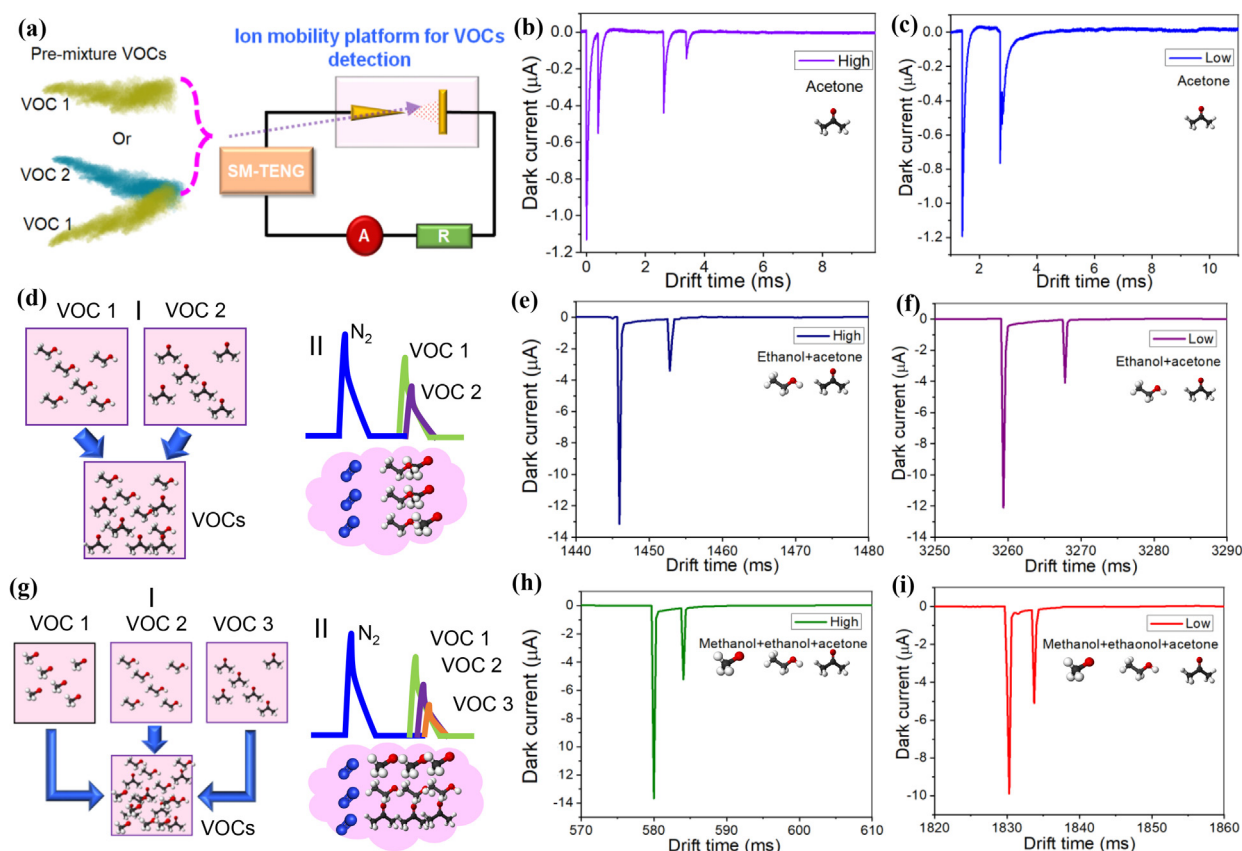 (a)
Pre-mixture VOCs
VOC 1
Or
VOC 2
VOC 1
Ion mobility platform for VOCs
detection
SM-TENG
A
R
(b)
0.0
-0.2
-0.4
-0.6
-0.8
-1.0
-1.2
Dark current (μA)
High
Acetone
0 2 4 6 8
Drift time (ms)
(c)
0.0
-0.2
-0.4
-0.6
-0.8
-1.0
-1.2
Dark current (μA)
Low
Acetone
2 4 6 8 10
Drift time (ms)
(d)
I
VOC 1
VOC 2
VOCs
II
N2
VOC 1
VOC 2
(e)
0
-2
-4
-6
-8
-10
-12
-14
Dark current (μA)
High
Ethanol+acetone
1440 1450 1460 1470 1480
Drift time (ms)
(f)
0
-2
-4
-6
-8
-10
-12
-14
Dark current (μA)
Low
Ethanol+acetone
3250 3260 3270 3280 3290
Drift time (ms)
(g)
I
VOC 1
VOC 2
VOC 3
VOCs
II
N2
VOC 1
VOC 2
VOC 3
(h)
0
-2
-4
-6
-8
10
-12
-14
Dark current (μA)
High
Methanol+ethanol+acetone
570 580 590 600 610
Drift time (ms)
(i)
0
-2
-4
-6
-8
-10
-12
Dark current (μA)
Low
Methanol+ethaonol+acetone
1820 1830 1840 1850 1860
Drift time (ms)